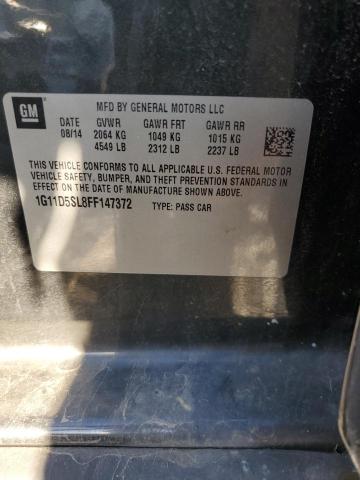 GM
MFD BY GENERAL MOTORS LLC
DATE GVWR GAWR FRT GAWR RR
08/14 2064 KG 1049 KG 1015 KG
4549 LB 2312 LB 2237 LB
THIS VEHICLE CONFORMS TO ALL APPLICABLE U.S. FEDERAL MOTOR
VEHICLE SAFETY, BUMPER, AND THEFT PREVENTION STANDARDS
IN EFFECT ON THE DATE OF MANUFACTURE SHOWN ABOVE.
1G11D5SL8FF147372 TYPE: PASS CAR